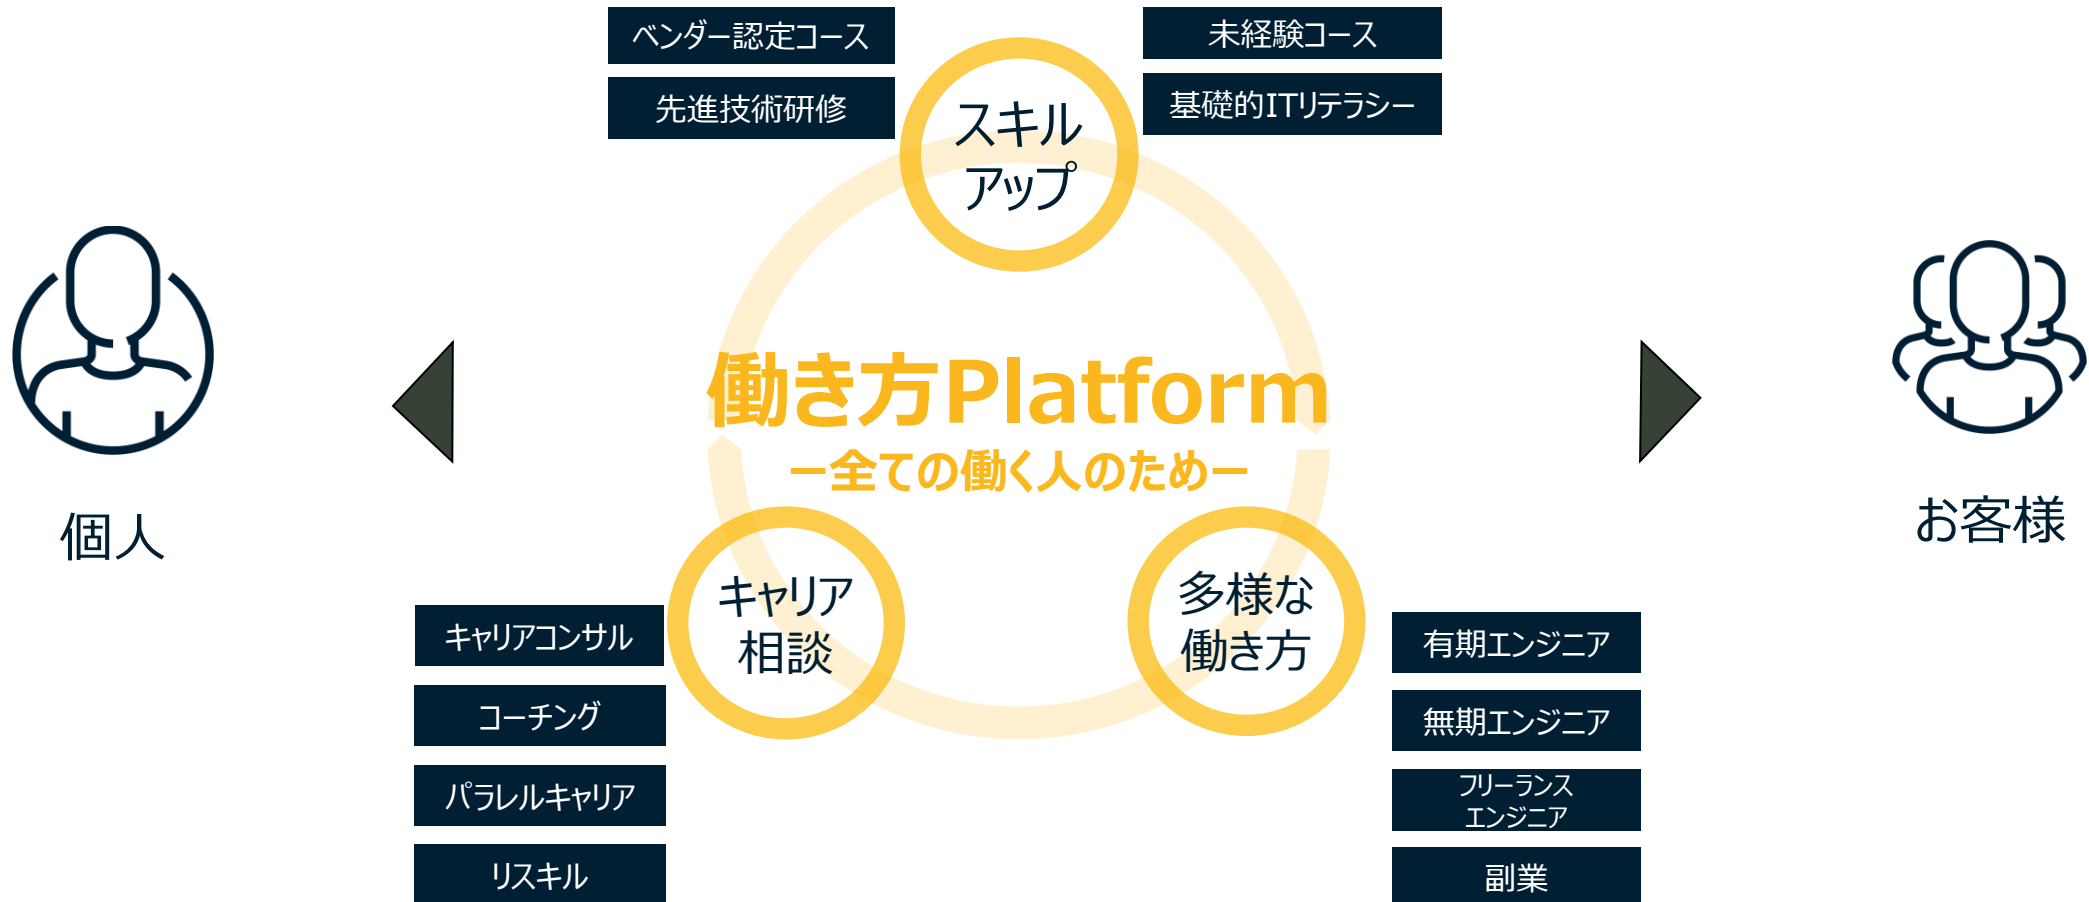 ベンダー認定コース
未経験コース
先進技術研修
基礎的ITリテラシー
スキル
アップ
働き方Platform
ー全ての働く人のためー
個人
お客様
キャリア
相談
多様な
働き方
キャリアコンサル
コーチング
パラレルキャリア
リスキル
有期エンジニア
無期エンジニア
フリーランス
エンジニア
副業